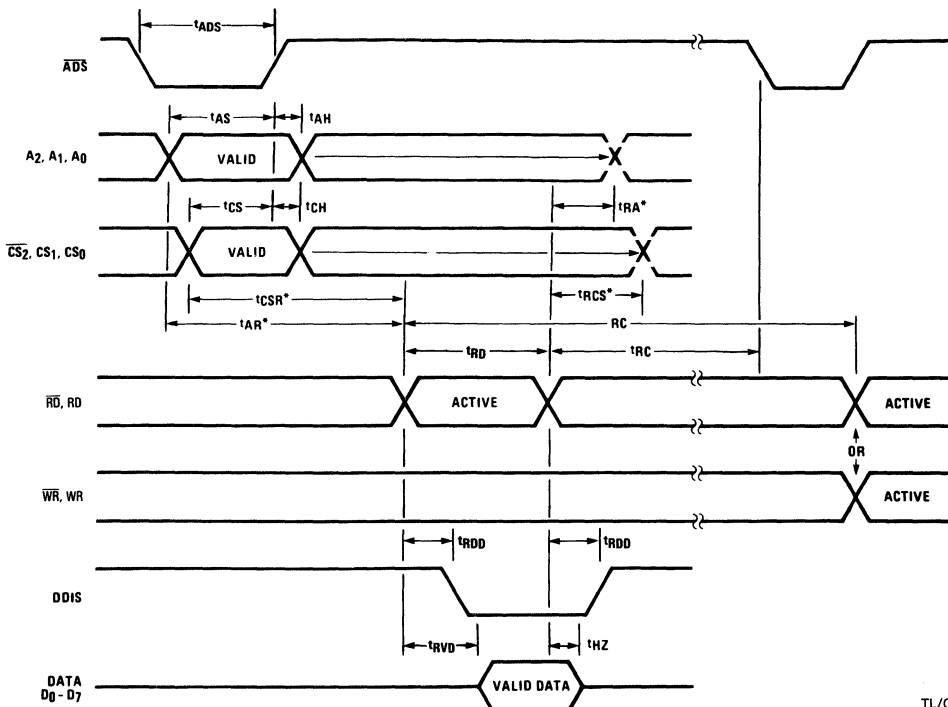 tADS
ADS
tAS tAH
A2, A1, A0 VALID
tCS tCH tRA*
CS2, CS1, CS0 VALID
tCSR* tRCS*
tAR* RC
tRD tRC
RD, RD ACTIVE ACTIVE
OR
WR, WR ACTIVE
tRDD tRDD
DDIS
tRVD tHZ
DATA
D0 - D7 VALID DATA